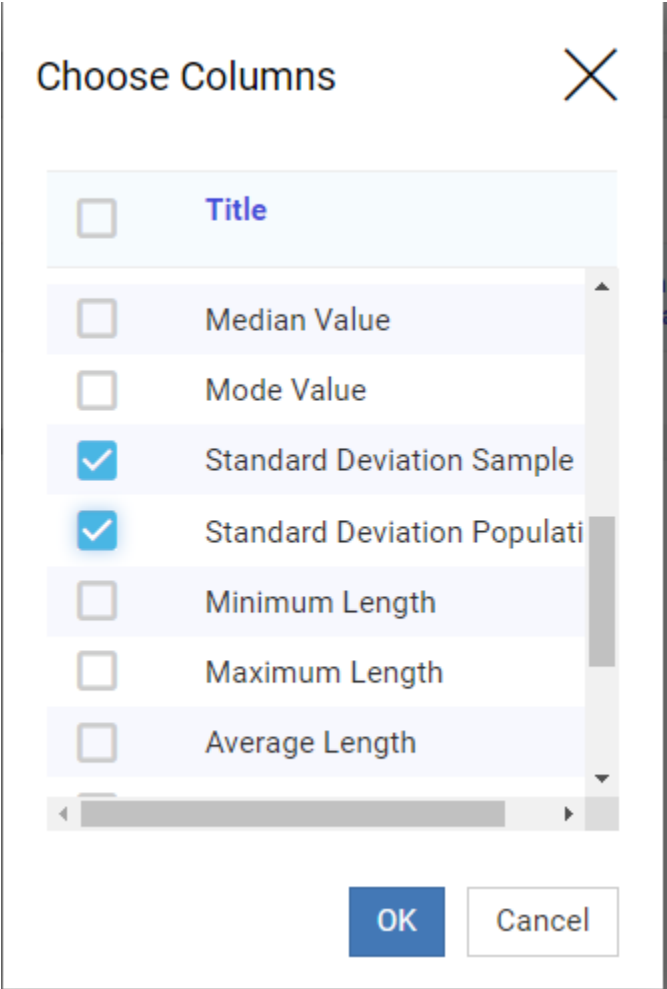 Choose Columns
Title
Median Value
Mode Value
Standard Deviation Sample
Standard Deviation Populati
Minimum Length
Maximum Length
Average Length
OK
Cancel